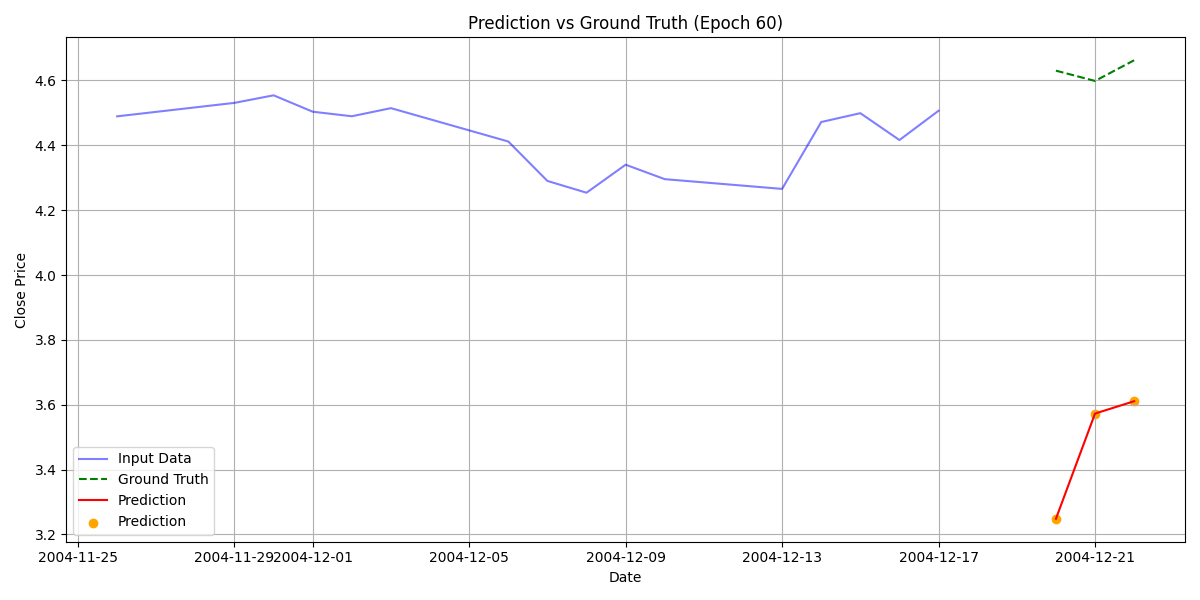 Prediction vs Ground Truth (Epoch 60)
Close Price
4.6
4.4
4.2
4.0
3.8
3.6
3.4
3.2
Input Data
Ground Truth
Prediction
Prediction
2004-11-25 2004-11-29 2004-12-01 2004-12-05 2004-12-09 2004-12-13 2004-12-17 2004-12-21
Date